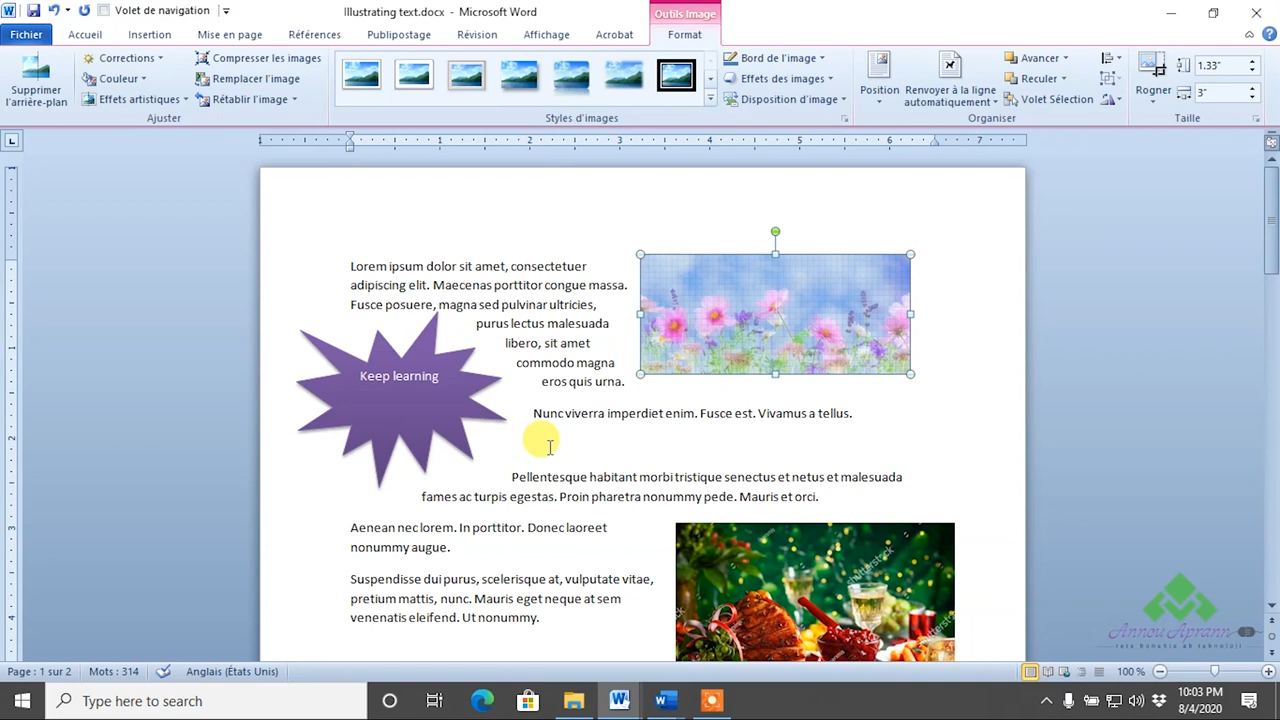 Volet de navigation
Illustrating text.docx - Microsoft Word
Outils Image
Fichier Accueil Insertion Mise en page Références Publipostage Révision Affichage Acrobat Format
Supprimer l'arrière-plan
Corrections
Couleur
Effets artistiques
Compresser les images
Remplacer l'image
Rétablir l'image
Ajuster
Styles d'images
Bord de l'image
Effets des images
Disposition d'image
Position
Renvoyer à la ligne automatiquement
Avancer
Reculer
Volet Sélection
Organiser
Rogner
1.33"
3"
Taille
1 1 2 3 4 5 6 7
Lorem ipsum dolor sit amet, consectetuer
adipiscing elit. Maecenas porttitor congue massa.
Fusce posuere, magna sed pulvinar ultricies,
purus lectus malesuada
libero, sit amet
commodo magna
eros quis urna.
Keep learning
Nunc viverra imperdiet enim. Fusce est. Vivamus a tellus.
Pellentesque habitant morbi tristique senectus et netus et malesuada
fames ac turpis egestas. Proin pharetra nonummy pede. Mauris et orci.
Aenean nec lorem. In porttitor. Donec laoreet
nonummy augue.
Suspendisse dui purus, scelerisque at, vulputate vitae,
pretium mattis, nunc. Mauris eget neque at sem
venenatis eleifend. Ut nonummy.
shutterstock
Annou Aprann
Page : 1 sur 2 Mots : 314 Anglais (États Unis) 100 %
Type here to search
10:03 PM
8/4/2020